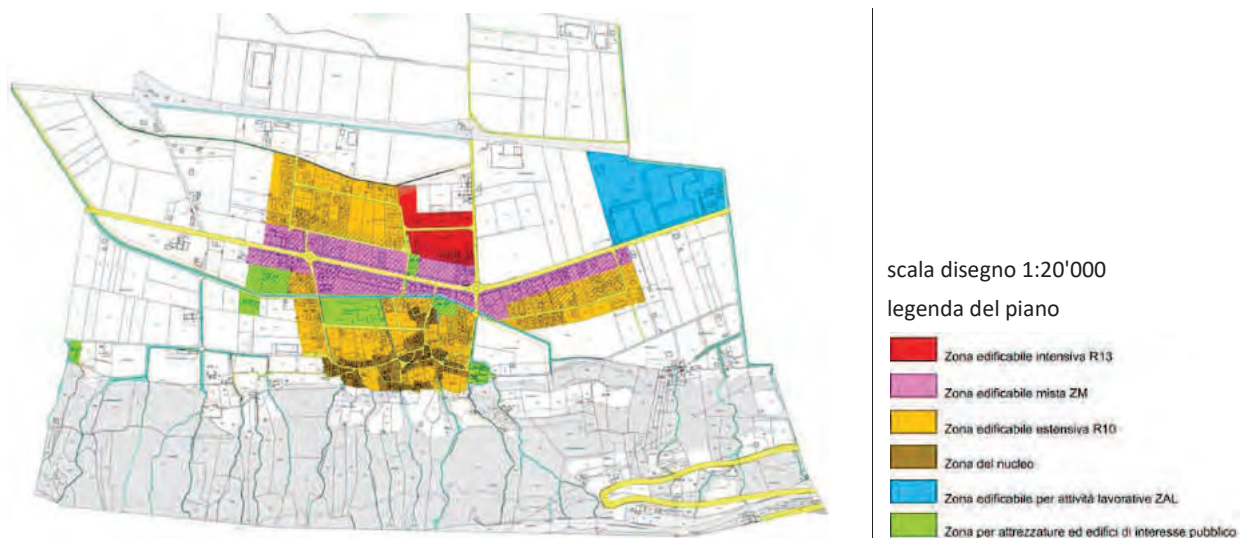 scala disegno 1:20'000
legenda del piano
Zona edificabile intensiva R13
Zona edificabile mista ZM
Zona edificabile estensiva R10
Zona del nucleo
Zona edificabile per attività lavorative ZAL
Zona per attrezzature ed edifici di interesse pubblico